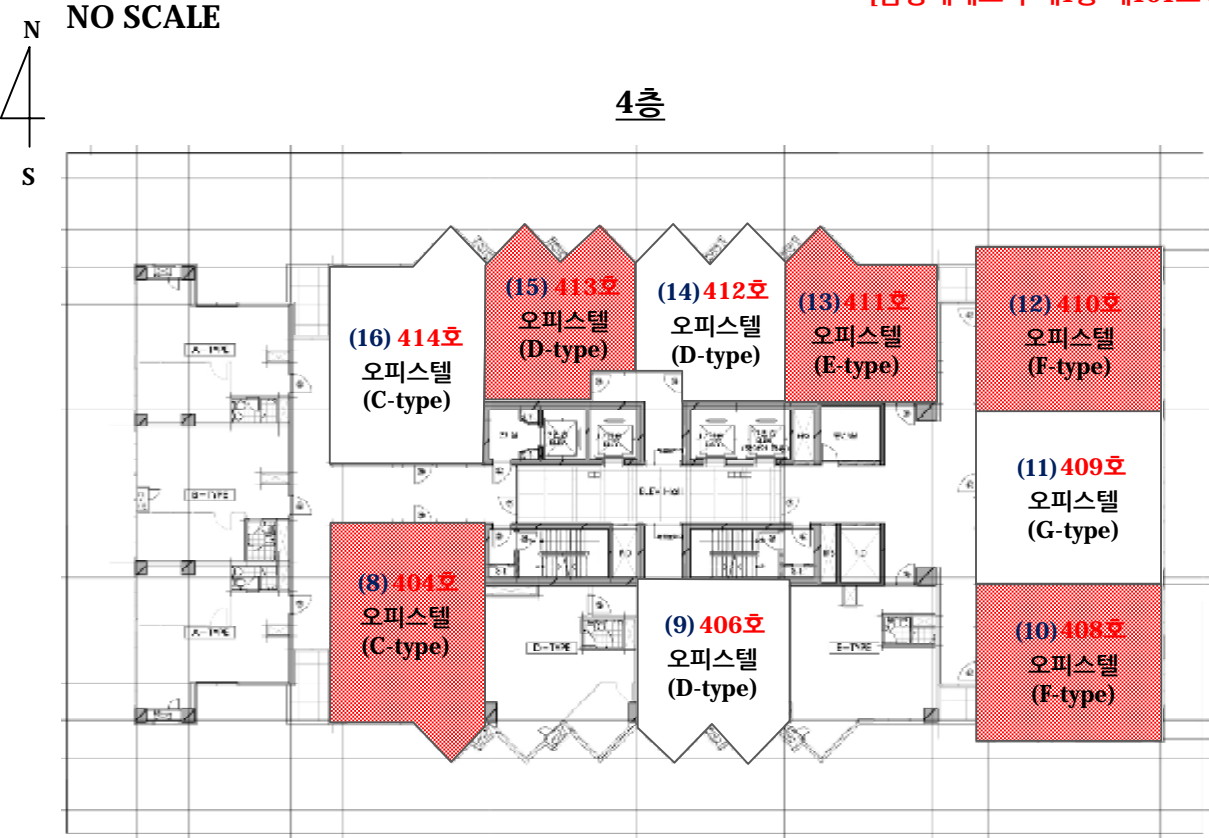 NO SCALE
N
S
4층
(16) 414호
오피스텔
(C-type)
(15) 413호
오피스텔
(D-type)
(14) 412호
오피스텔
(D-type)
(13) 411호
오피스텔
(E-type)
(12) 410호
오피스텔
(F-type)
(11) 409호
오피스텔
(G-type)
(8) 404호
오피스텔
(C-type)
(9) 406호
오피스텔
(D-type)
(10) 408호
오피스텔
(F-type)
A-TYPE
B-TYPE
A-TYPE
D-TYPE
E-TYPE